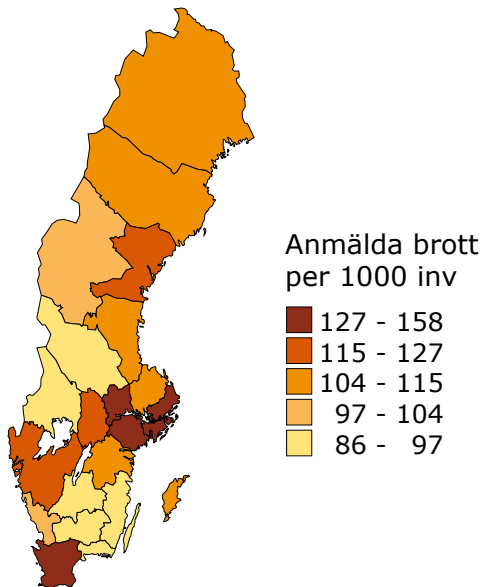 Anmälda brott
per 1000 inv
127 - 158
115 - 127
104 - 115
97 - 104
86 - 97